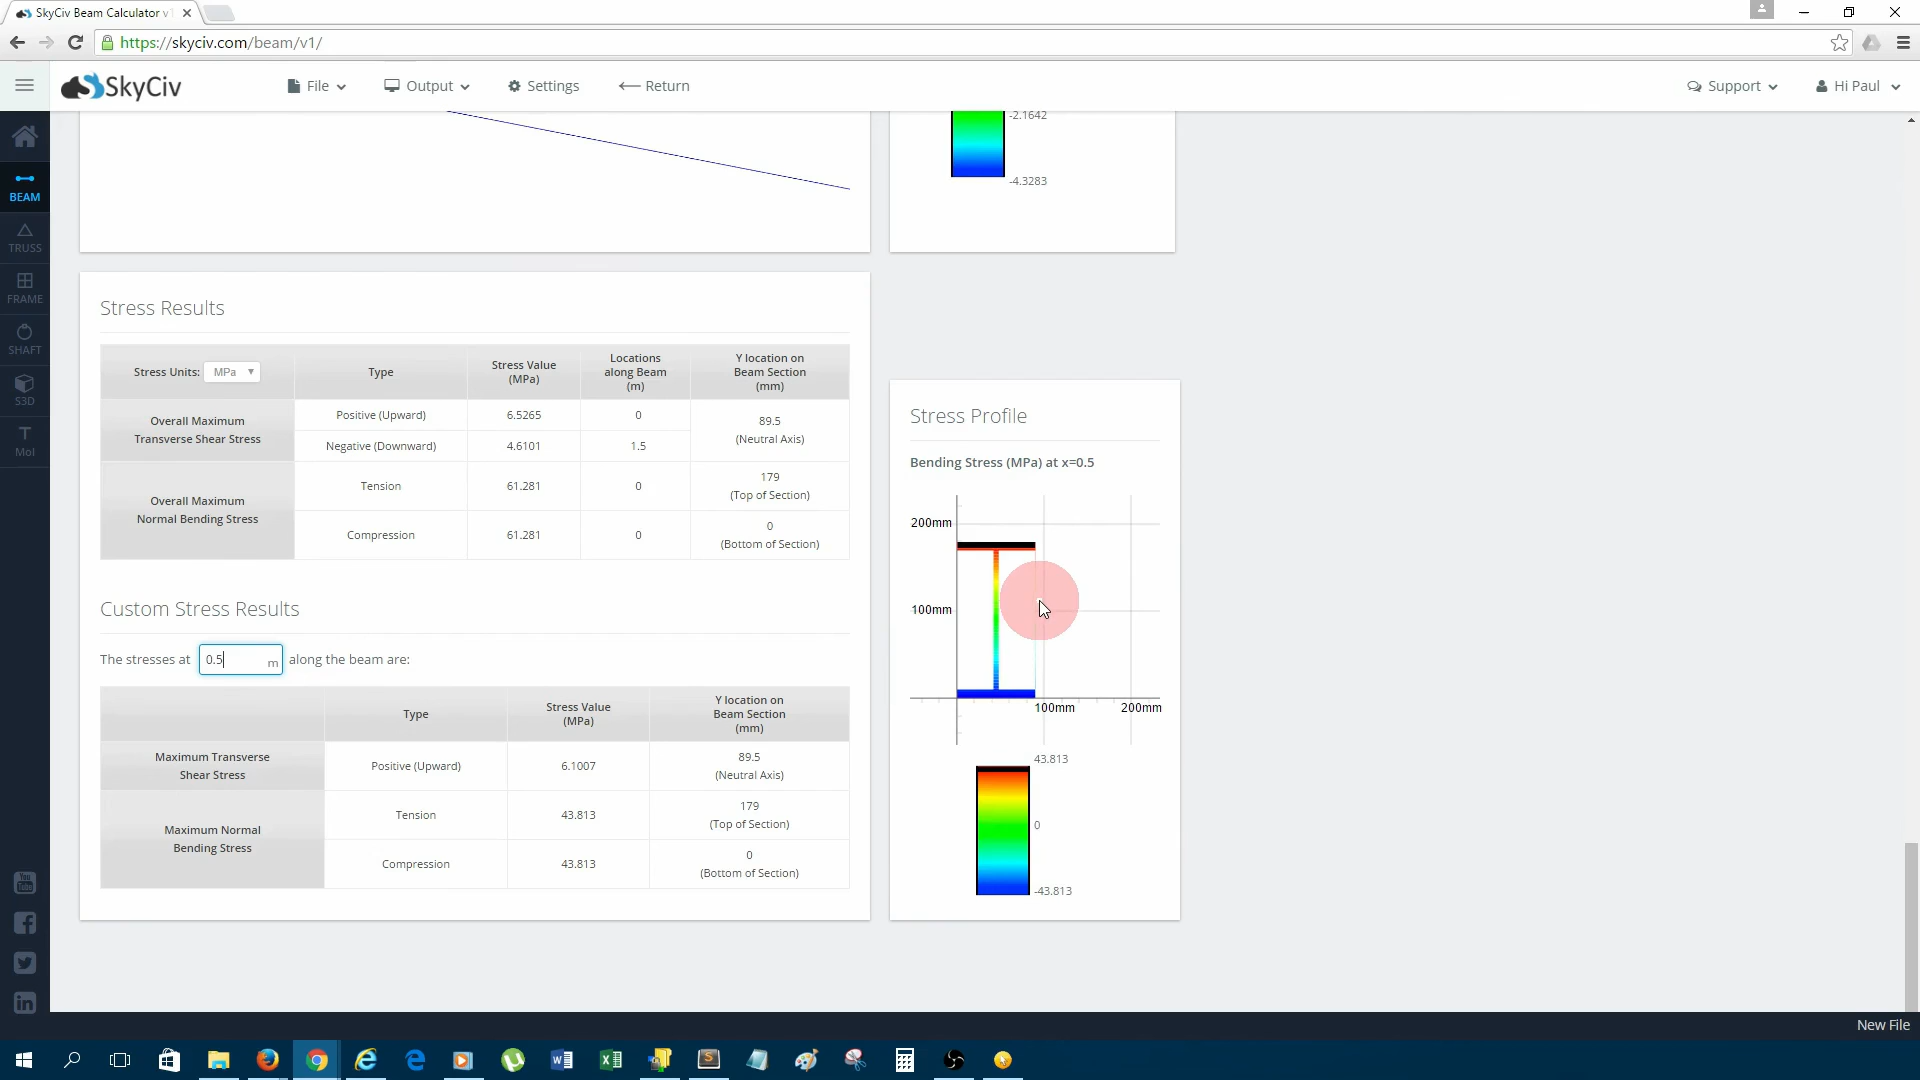 SkyCiv Beam Calculator v
https://skyciv.com/beam/v1/
SkyCiv
File
Output
Settings
Return
Support
Hi Paul
BEAM
TRUSS
FRAME
SHAFT
S3D
MoI
-2.1642
-4.3283
Stress Results
Stress Units: MPa
Type
Stress Value
(MPa)
Locations
along Beam
(m)
Y location on
Beam Section
(mm)
Overall Maximum
Transverse Shear Stress
Positive (Upward)
6.5265
0
89.5
(Neutral Axis)
Negative (Downward)
4.6101
1.5
Overall Maximum
Normal Bending Stress
Tension
61.281
0
179
(Top of Section)
Compression
61.281
0
0
(Bottom of Section)
Custom Stress Results
The stresses at 0.5 m along the beam are:
Type
Stress Value
(MPa)
Y location on
Beam Section
(mm)
Maximum Transverse
Shear Stress
Positive (Upward)
6.1007
89.5
(Neutral Axis)
Maximum Normal
Bending Stress
Tension
43.813
179
(Top of Section)
Compression
43.813
0
(Bottom of Section)
Stress Profile
Bending Stress (MPa) at x=0.5
200mm
100mm
100mm
200mm
43.813
0
-43.813
You
Tube
New File